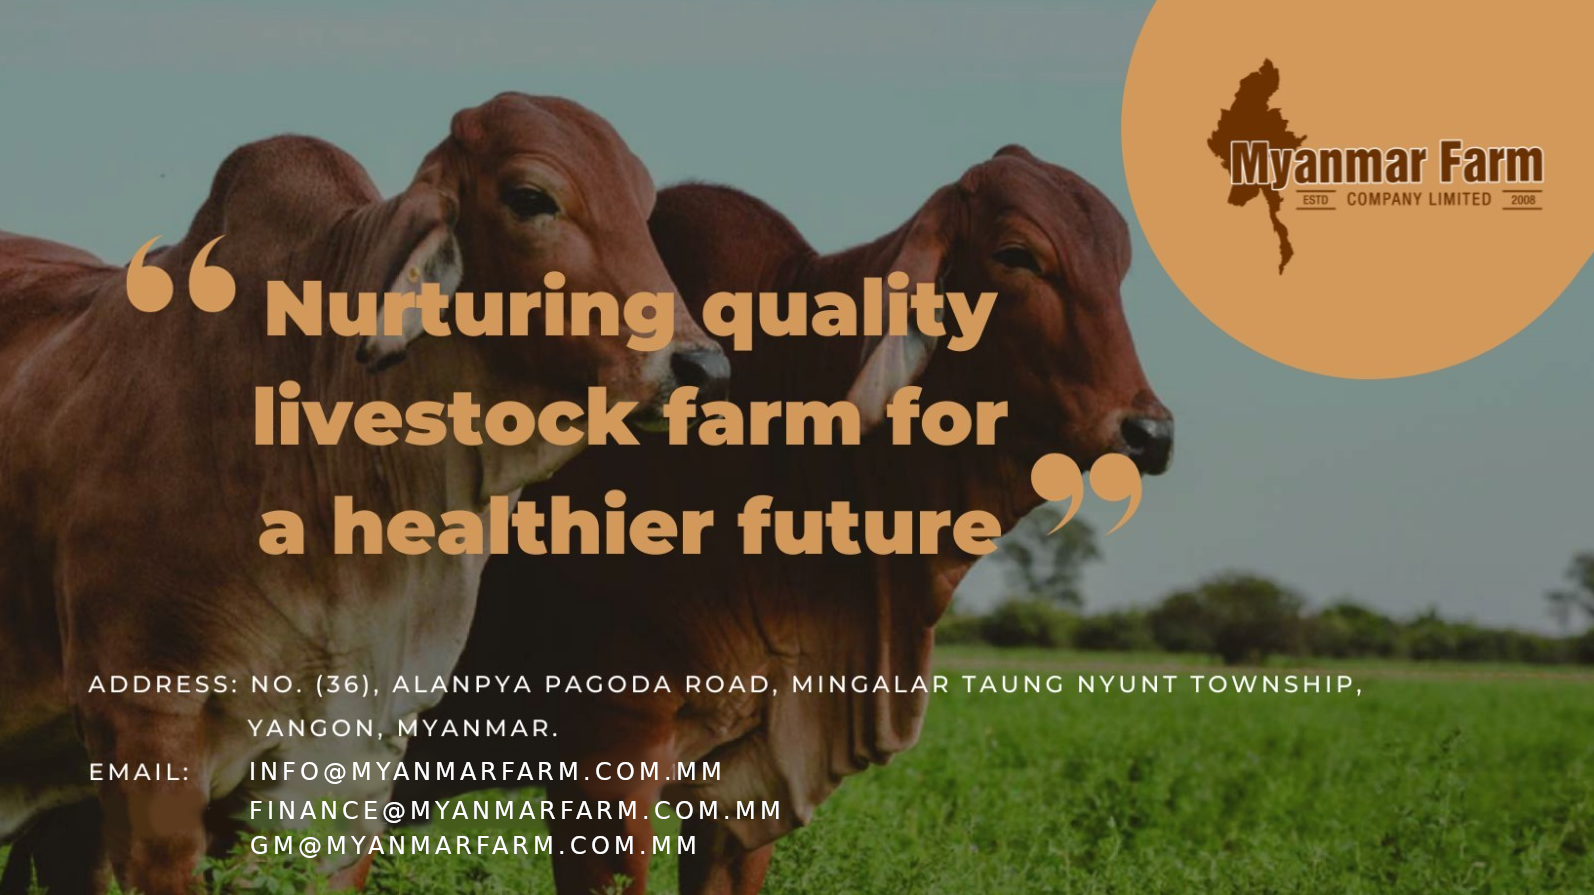 Myanmar Farm
ESTD COMPANY LIMITED 2008
“Nurturing quality
livestock farm for
a healthier future”
ADDRESS: NO. (36), ALANPYA PAGODA ROAD, MINGALAR TAUNG NYUNT TOWNSHIP,
YANGON, MYANMAR.
EMAIL: INFO@MYANMARFARM.COM.MM
FINANCE@MYANMARFARM.COM.MM
GM@MYANMARFARM.COM.MM